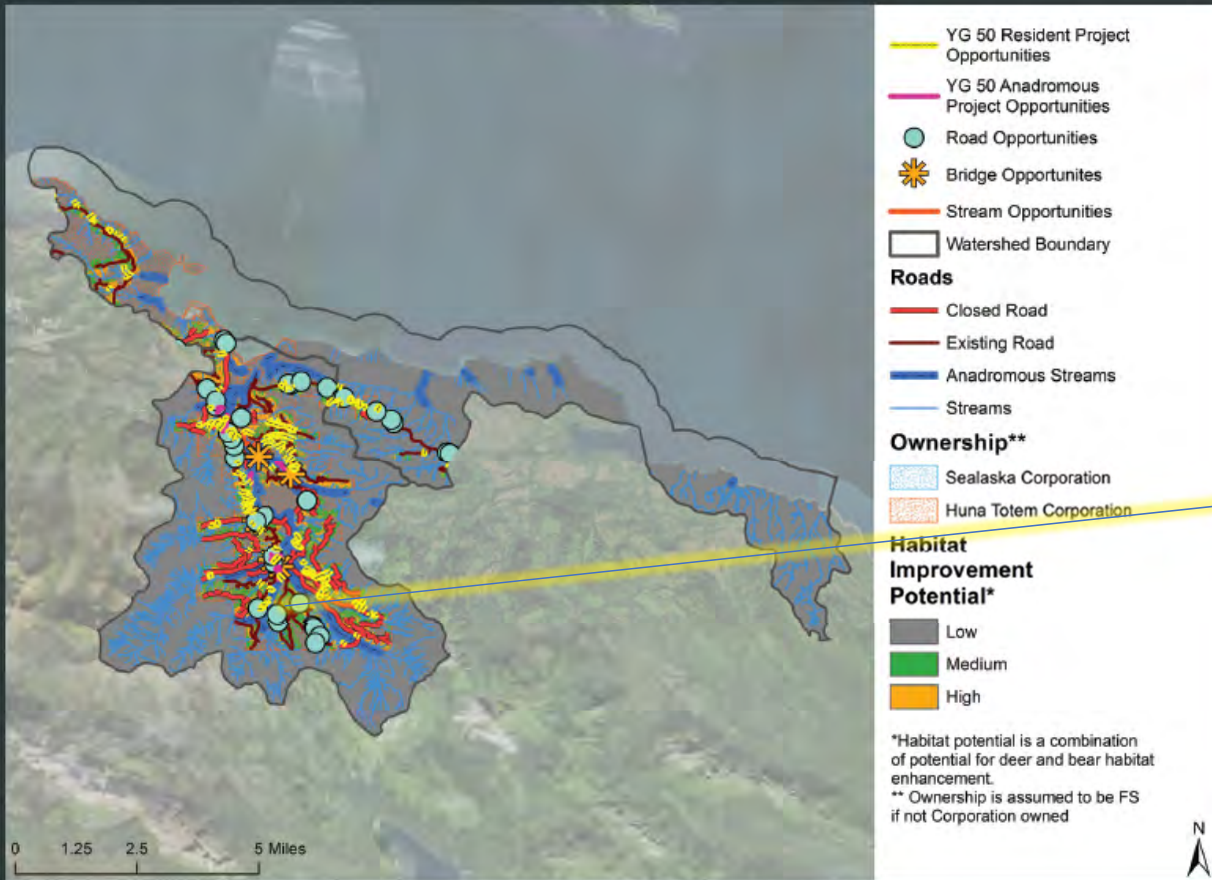 YG 50 Resident Project
Opportunities
YG 50 Anadromous
Project Opportunities
Road Opportunities
Bridge Opportunites
Stream Opportunities
Watershed Boundary
Roads
Closed Road
Existing Road
Anadromous Streams
Streams
Ownership**
Sealaska Corporation
Huna Totem Corporation
Habitat
Improvement
Potential*
Low
Medium
High
*Habitat potential is a combination
of potential for deer and bear habitat
enhancement.
** Ownership is assumed to be FS
if not Corporation owned
0 1.25 2.5 5 Miles
N